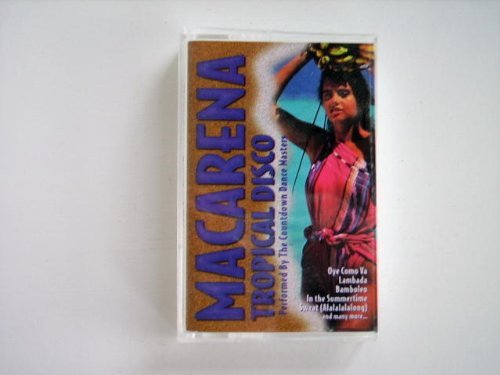 MACARENA
TROPICAL DISCO
Performed By The Countdown Dance Masters
Oye Como Va
Lambada
Bamboleo
In the Summertime
Sweat (Alalalalalong)
and many more...